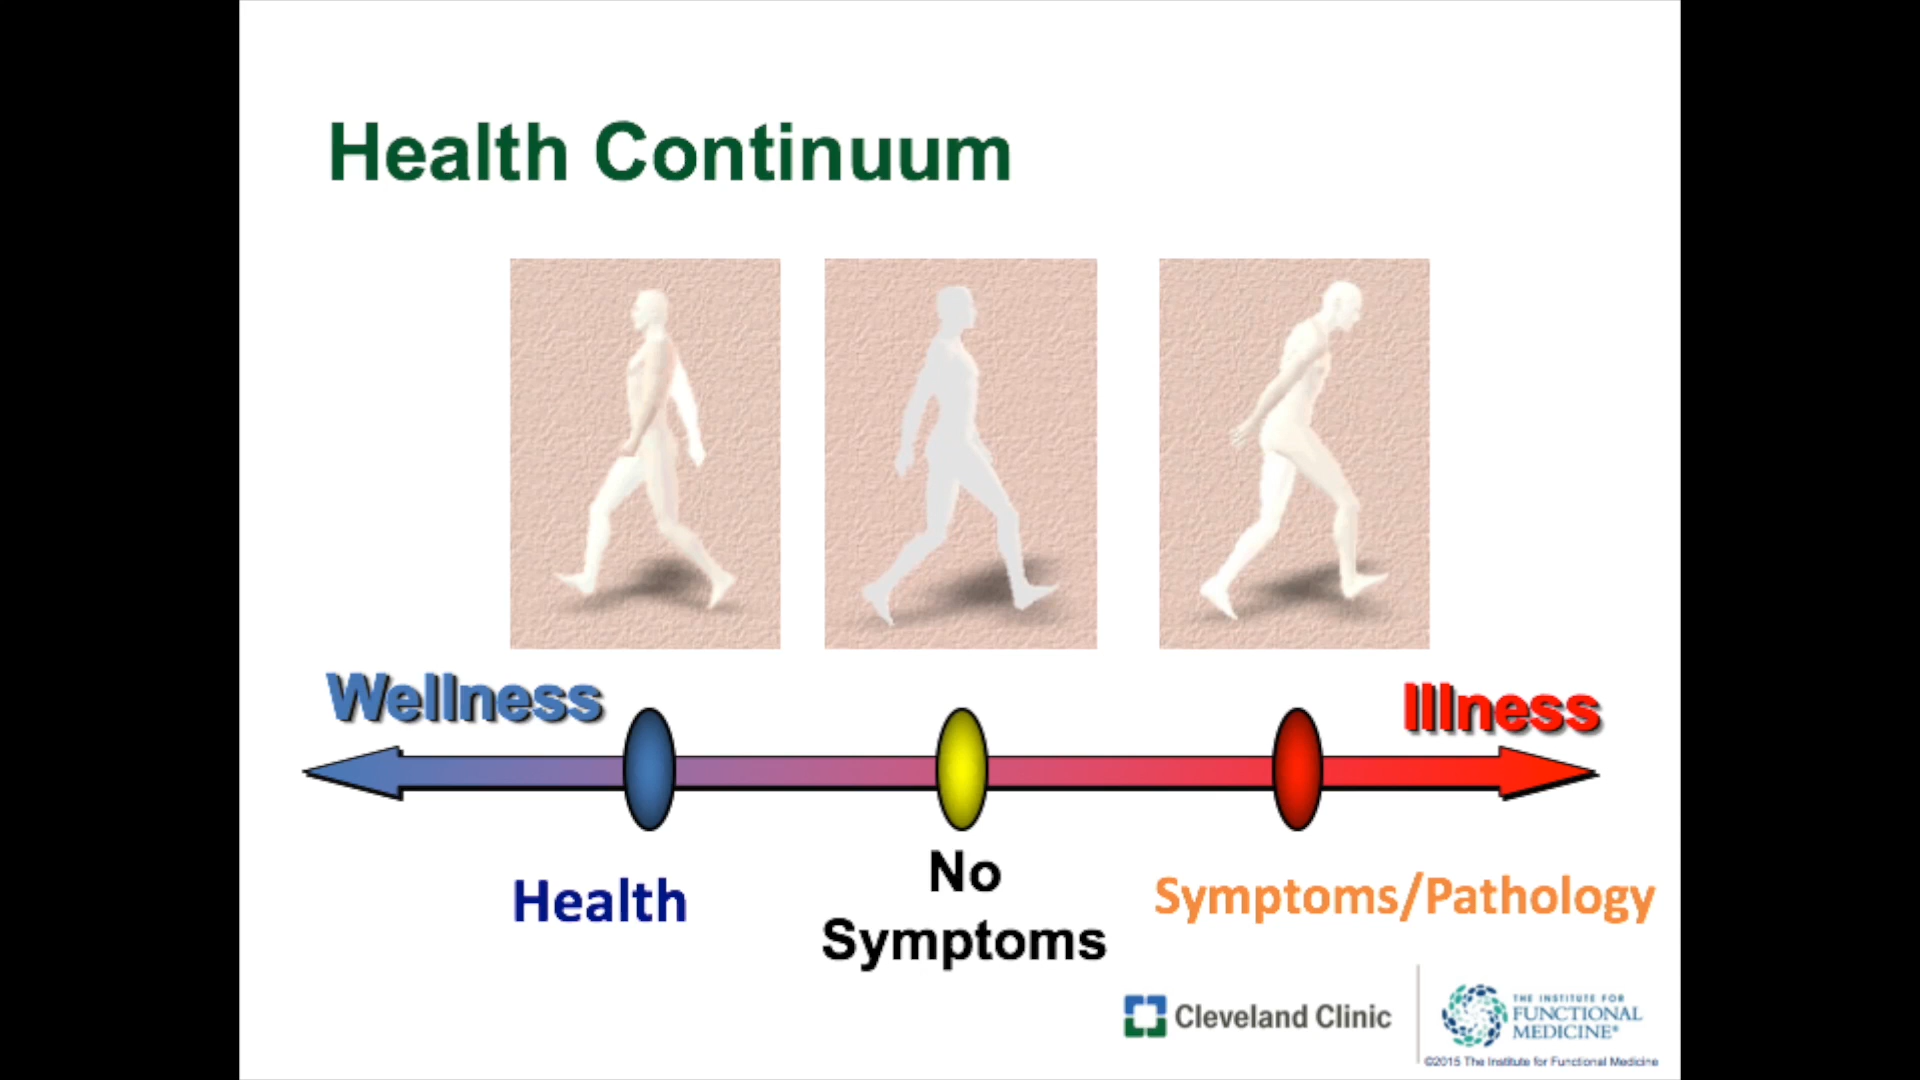 Health Continuum
Wellness
Illness
Health
No
Symptoms
Symptoms/Pathology
Cleveland Clinic
THE INSTITUTE FOR
FUNCTIONAL
MEDICINE®
©2015 The Institute for Functional Medicine